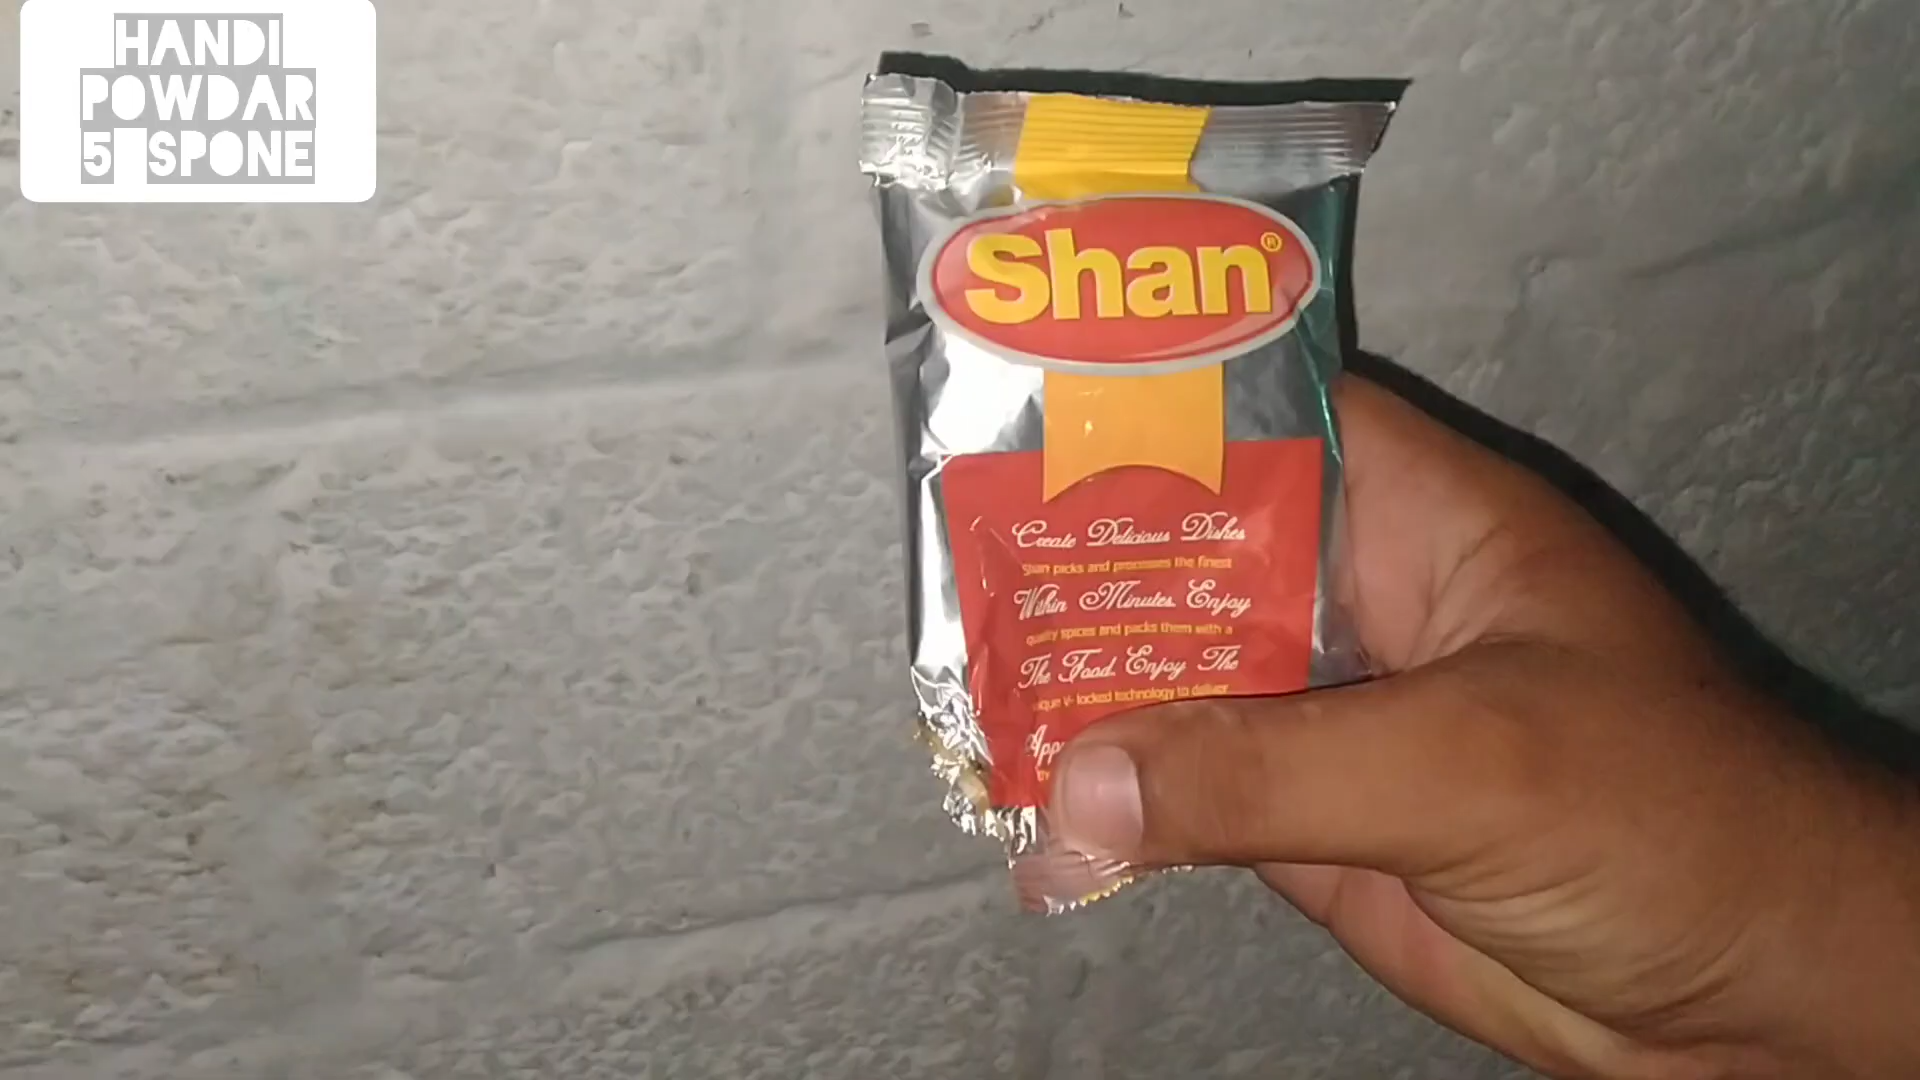 HANDI
POWDAR
5 SPONE
Shan®
Create Delicious Dishes
Shan picks and processes the finest
Within Minutes. Enjoy
quality spices and packs them with a
The Food. Enjoy The
V-locked technology to deliver